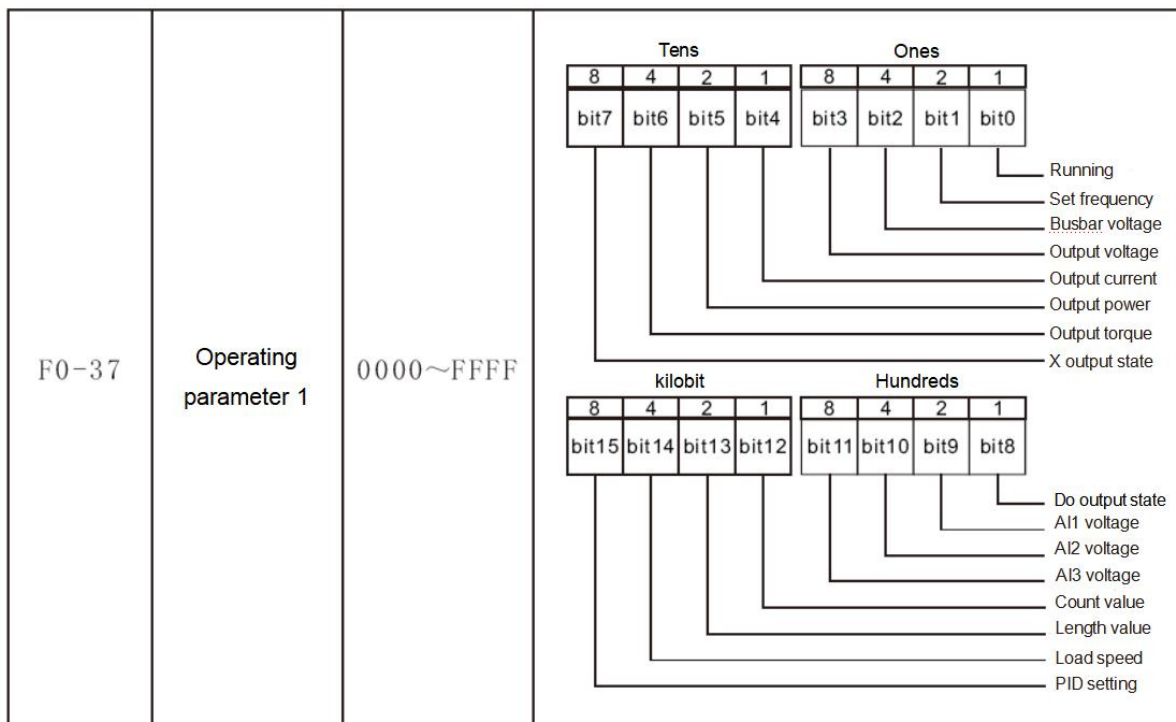 Tens Ones
8 4 2 1 8 4 2 1
bit7 bit6 bit5 bit4 bit3 bit2 bit1 bit0
Running
Set frequency
Busbar voltage
Output voltage
Output current
Output power
Output torque
X output state
F0-37
Operating
parameter 1
0000~FFFF
kilobit Hundreds
8 4 2 1 8 4 2 1
bit15 bit14 bit13 bit12 bit11 bit10 bit9 bit8
Do output state
AI1 voltage
AI2 voltage
AI3 voltage
Count value
Length value
Load speed
PID setting